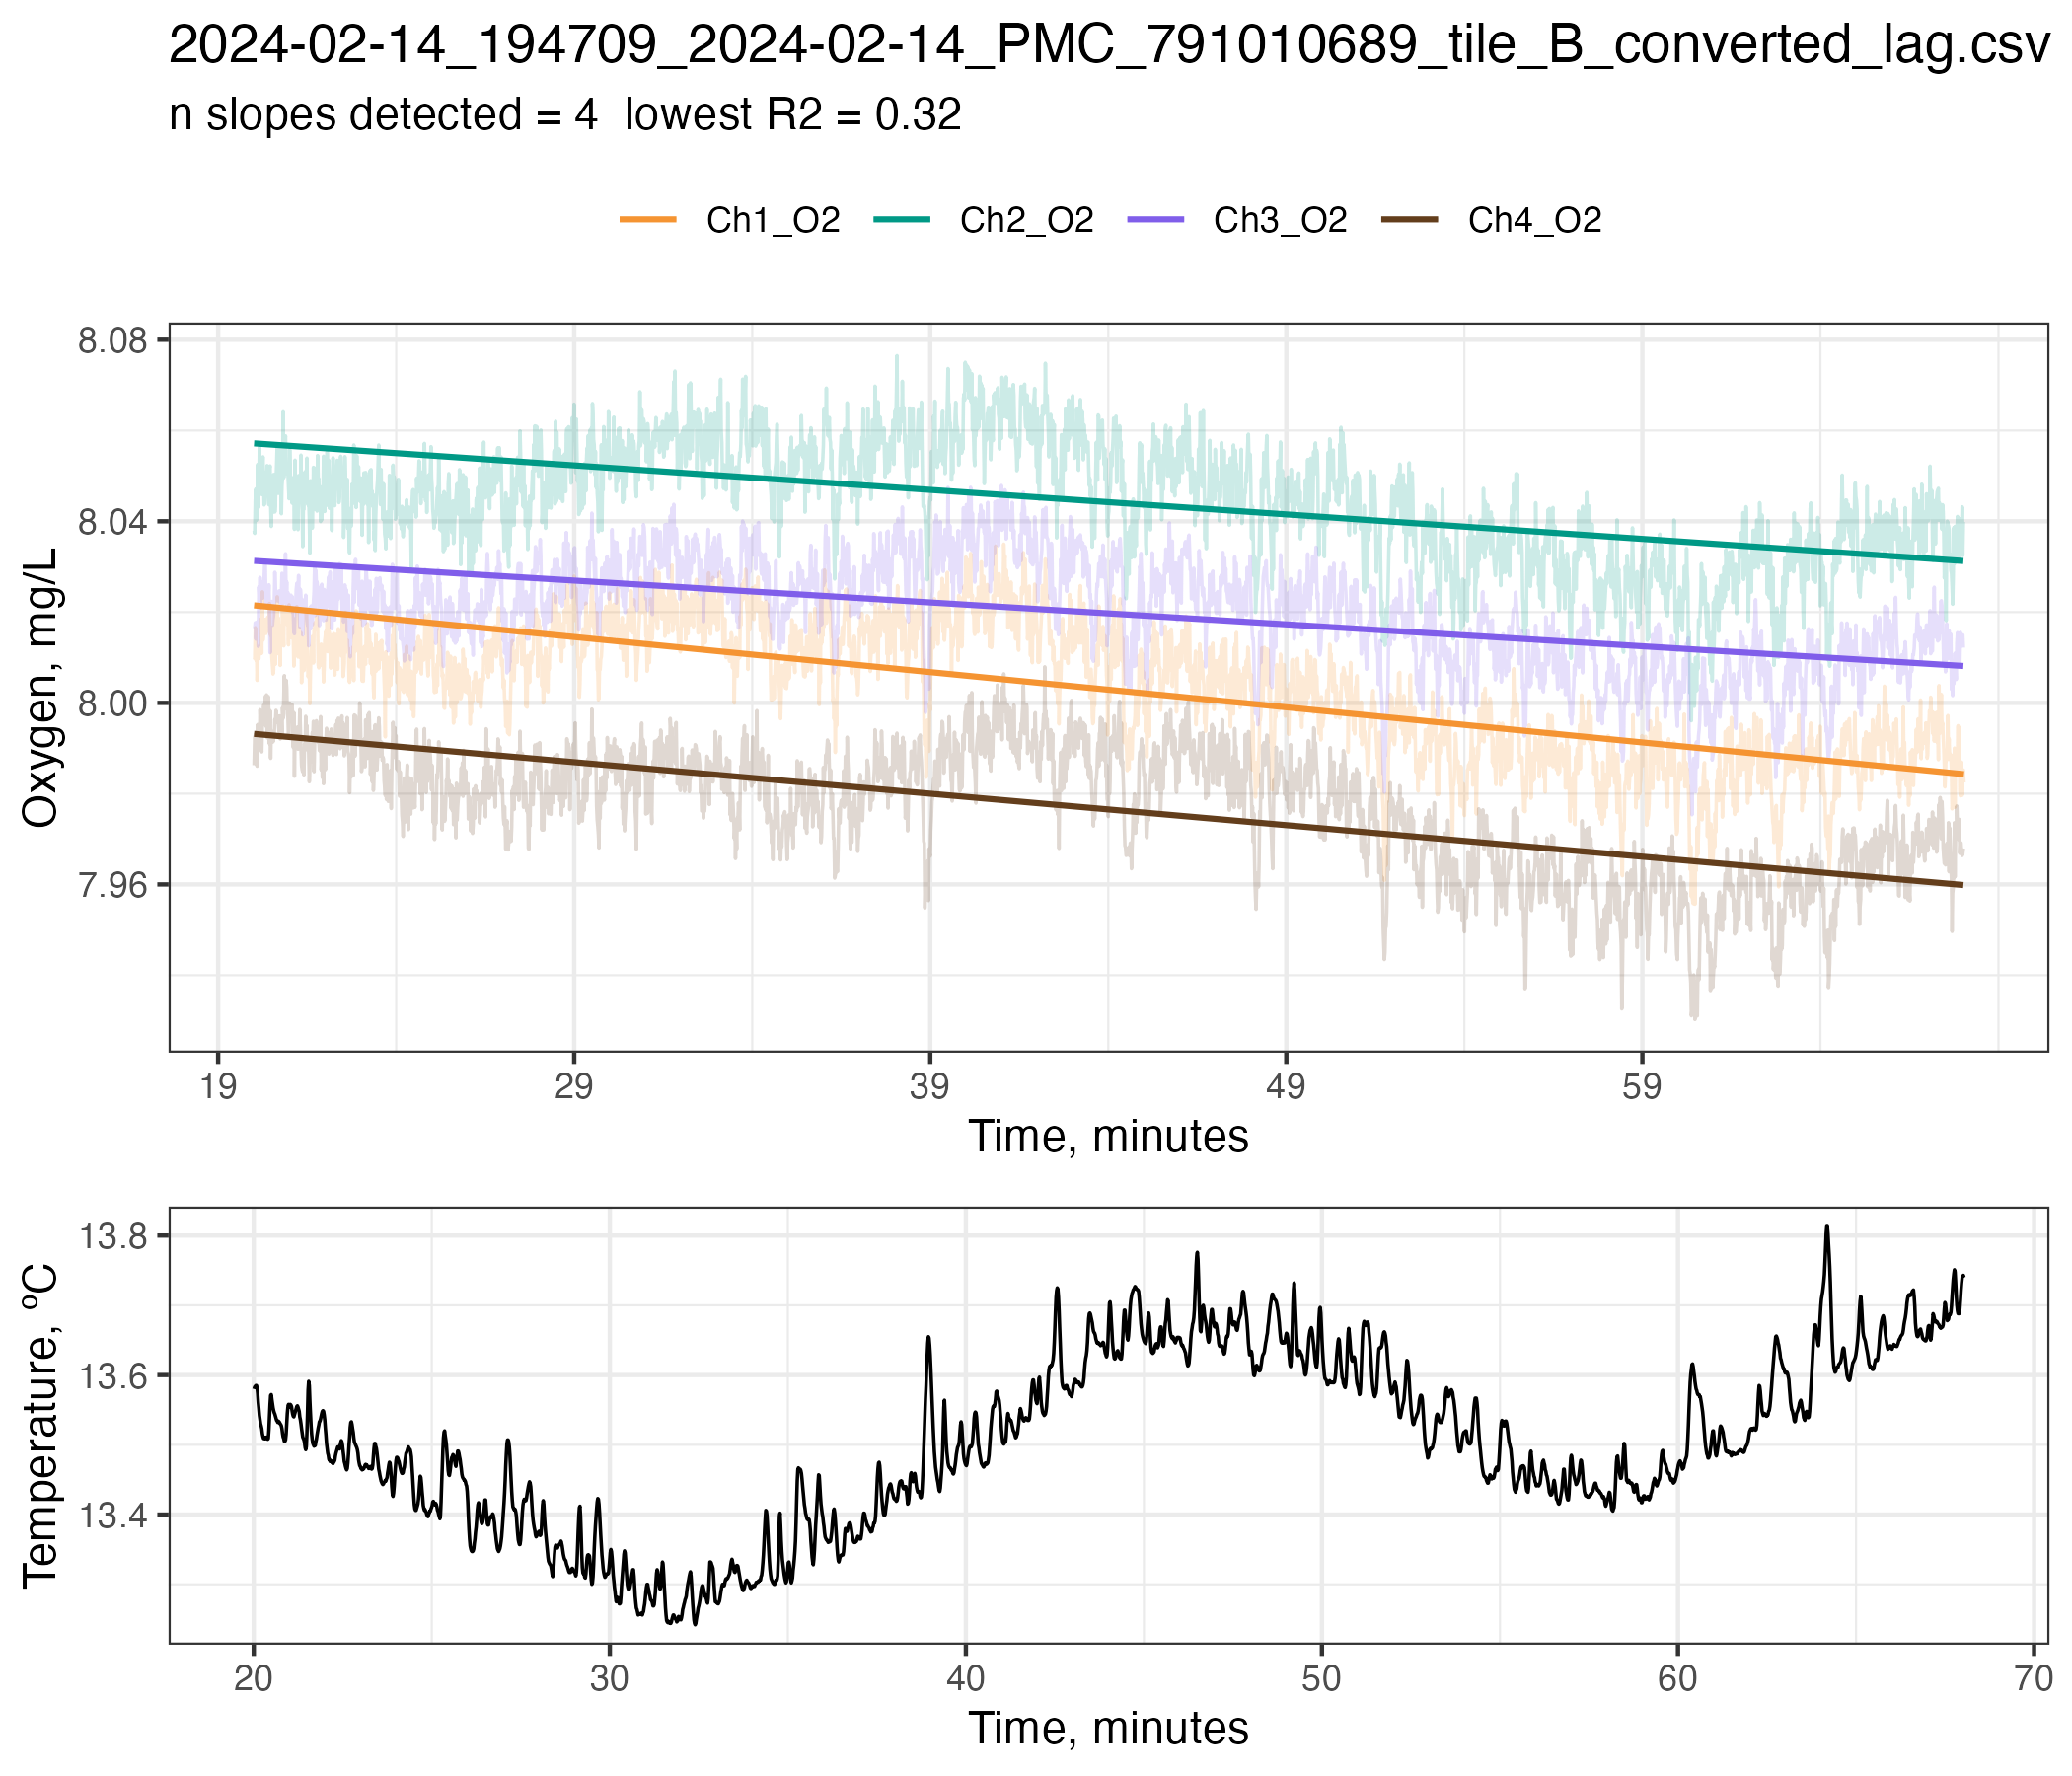 2024-02-14_194709_2024-02-14_PMC_791010689_tile_B_converted_lag.csv
n slopes detected = 4  lowest R2 = 0.32
Ch1_O2 Ch2_O2 Ch3_O2 Ch4_O2
Oxygen, mg/L
8.08
8.04
8.00
7.96
19 29 39 49 59
Time, minutes
Temperature, ºC
13.8
13.6
13.4
20 30 40 50 60 70
Time, minutes